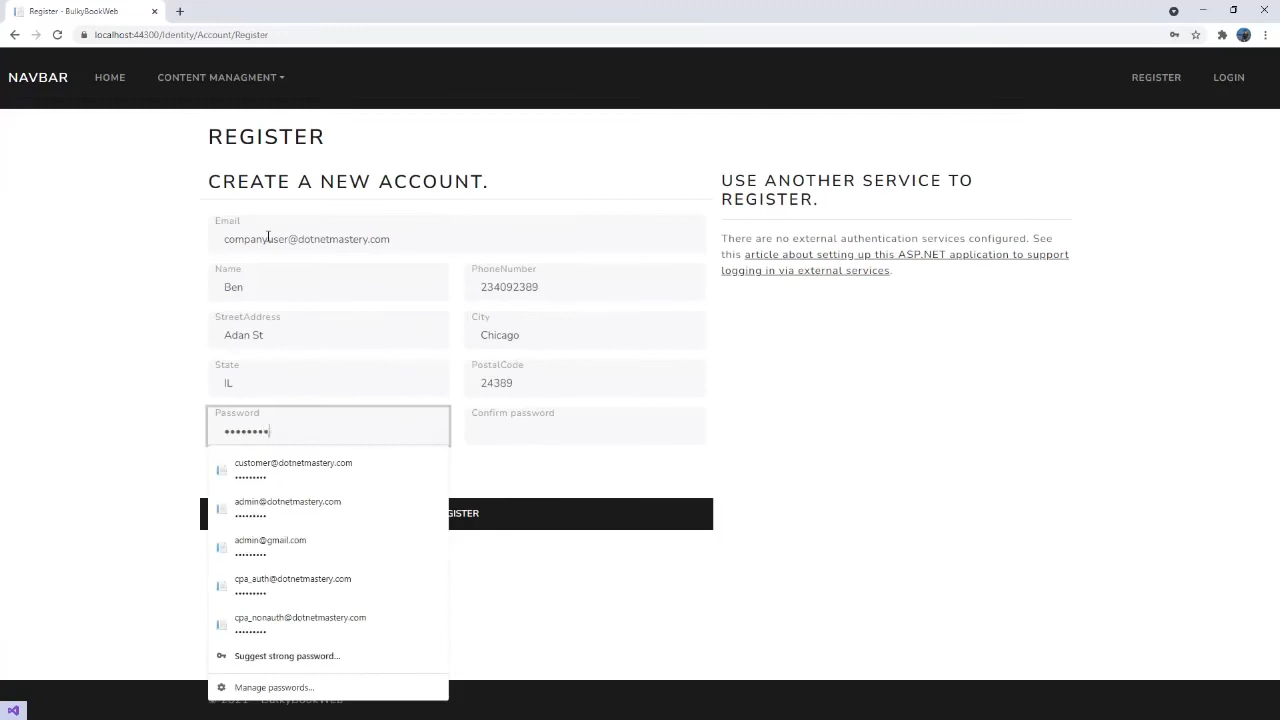 Register - BulkyBookWeb
localhost:44300/Identity/Account/Register
NAVBAR HOME CONTENT MANAGMENT REGISTER LOGIN
REGISTER
CREATE A NEW ACCOUNT.
Email
companyuser@dotnetmastery.com
Name PhoneNumber
Ben 234092389
StreetAddress City
Adan St Chicago
State PostalCode
IL 24389
Password Confirm password
••••••••
customer@dotnetmastery.com
•••••••••
admin@dotnetmastery.com
•••••••••
admin@gmail.com
•••••••••
cpa_auth@dotnetmastery.com
•••••••••
cpa_nonauth@dotnetmastery.com
•••••••••
Suggest strong password...
Manage passwords...
GISTER
USE ANOTHER SERVICE TO
REGISTER.
There are no external authentication services configured. See
this article about setting up this ASP.NET application to support
logging in via external services.
© 2021 - BulkyBookWeb